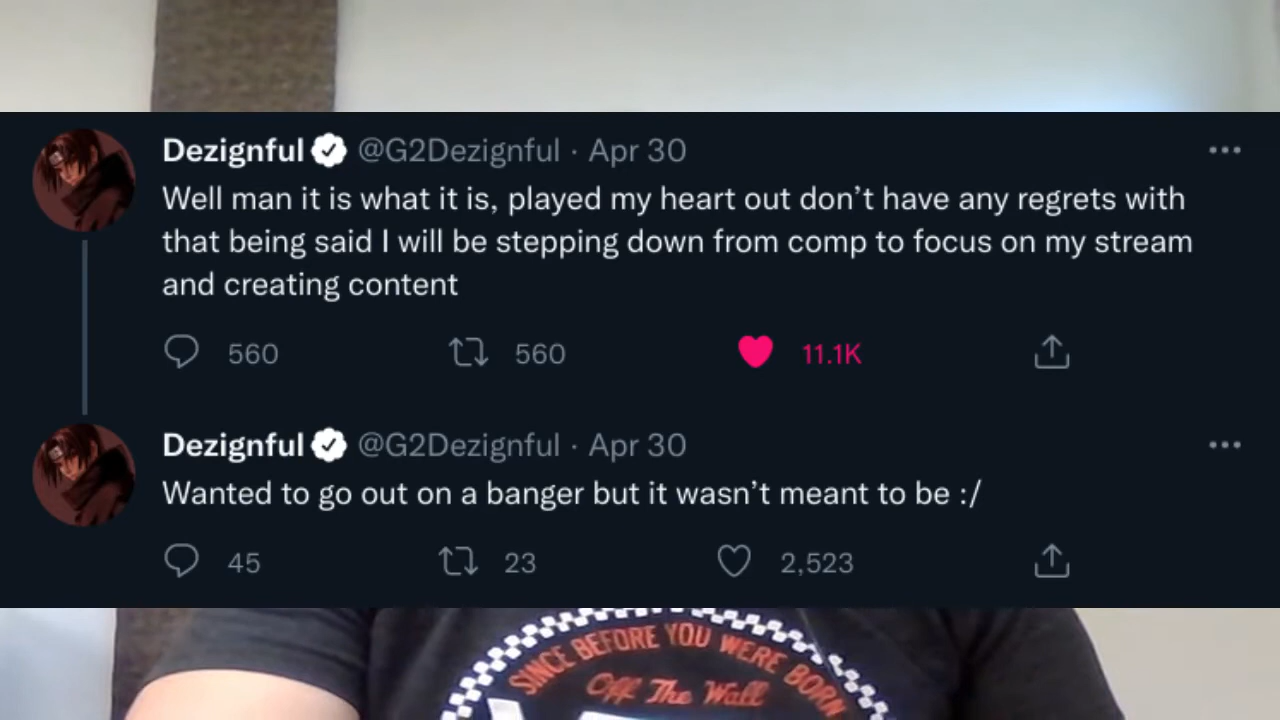 Dezignful @G2Dezignful · Apr 30
Well man it is what it is, played my heart out don’t have any regrets with
that being said I will be stepping down from comp to focus on my stream
and creating content
560 560 11.1K
Dezignful @G2Dezignful · Apr 30
Wanted to go out on a banger but it wasn’t meant to be :/
45 23 2,523
SINCE BEFORE YOU WERE BORN
Off The Wall